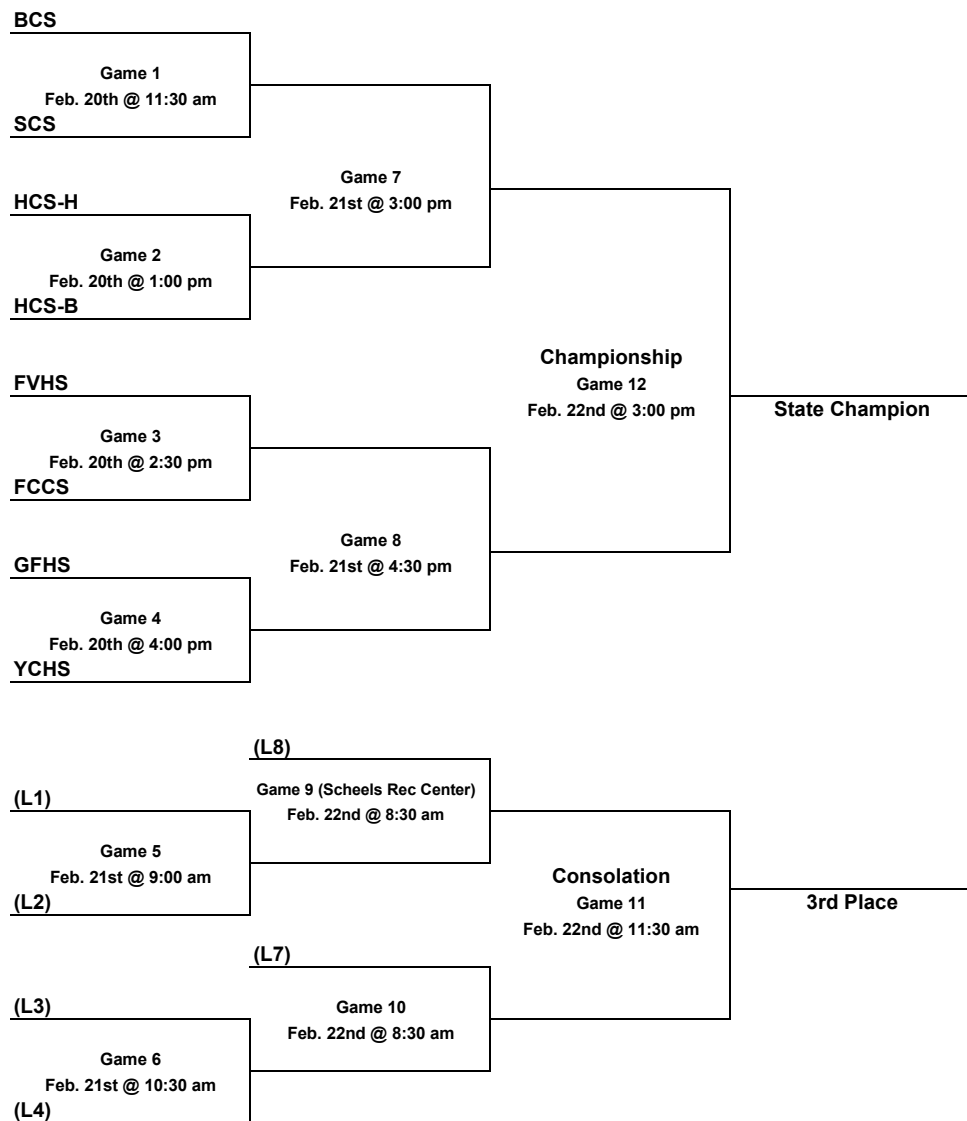 BCS
Game 1
Feb. 20th @ 11:30 am
SCS
Game 7
Feb. 21st @ 3:00 pm
HCS-H
Game 2
Feb. 20th @ 1:00 pm
HCS-B
Championship
Game 12
Feb. 22nd @ 3:00 pm
State Champion
FVHS
Game 3
Feb. 20th @ 2:30 pm
FCCS
Game 8
Feb. 21st @ 4:30 pm
GFHS
Game 4
Feb. 20th @ 4:00 pm
YCHS
(L8)
Game 9 (Scheels Rec Center)
Feb. 22nd @ 8:30 am
(L1)
Game 5
Feb. 21st @ 9:00 am
(L2)
Consolation
Game 11
Feb. 22nd @ 11:30 am
3rd Place
(L7)
Game 10
Feb. 22nd @ 8:30 am
(L3)
Game 6
Feb. 21st @ 10:30 am
(L4)